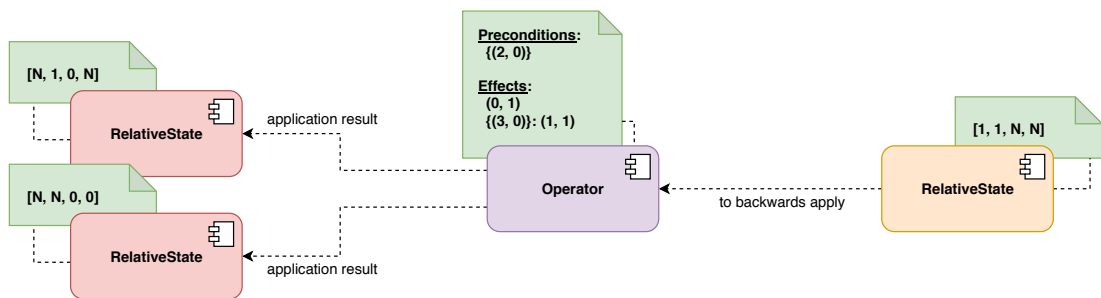 [N, 1, 0, N]
RelativeState
application result
[N, N, 0, 0]
RelativeState
application result
Preconditions:
{(2, 0)}
Effects:
(0, 1)
{(3, 0)}: (1, 1)
Operator
to backwards apply
[1, 1, N, N]
RelativeState